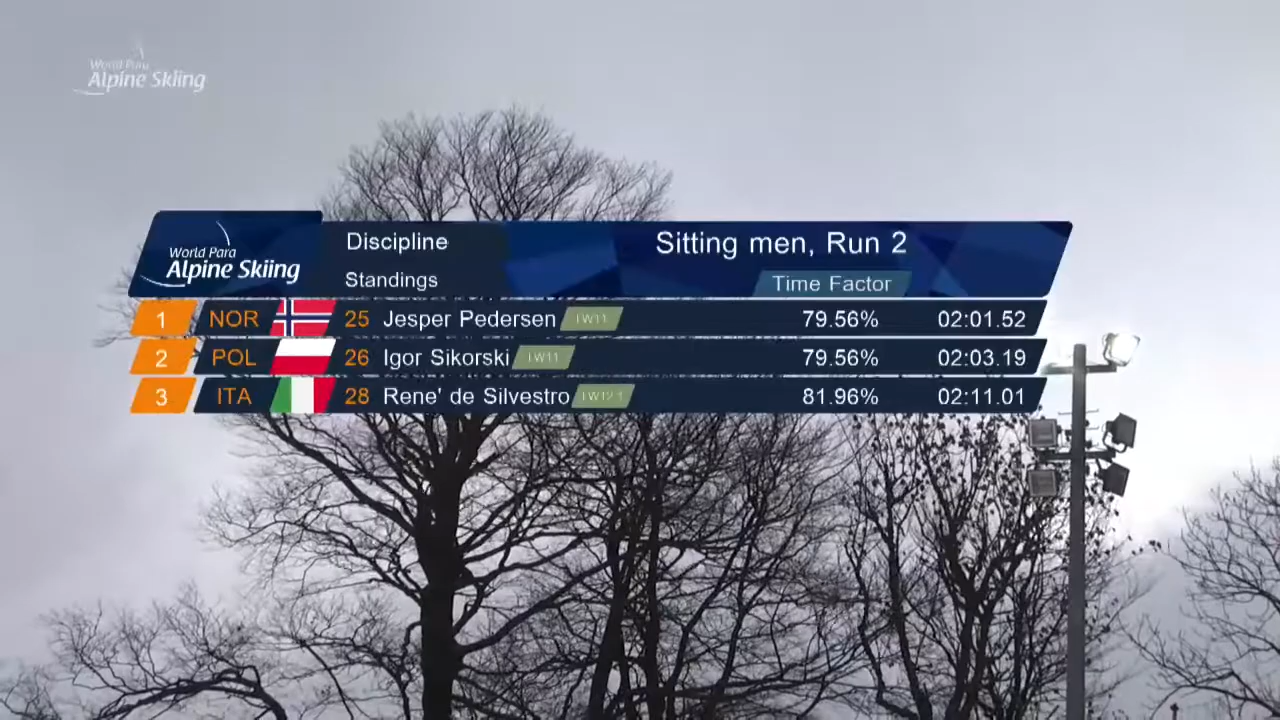 World Para
Alpine Skiing
World Para
Alpine Skiing
Discipline
Standings
Sitting men, Run 2
Time Factor
1 NOR 25 Jesper Pedersen LW11 79.56% 02:01.52
2 POL 26 Igor Sikorski LW11 79.56% 02:03.19
3 ITA 28 Rene' de Silvestro LW12.1 81.96% 02:11.01